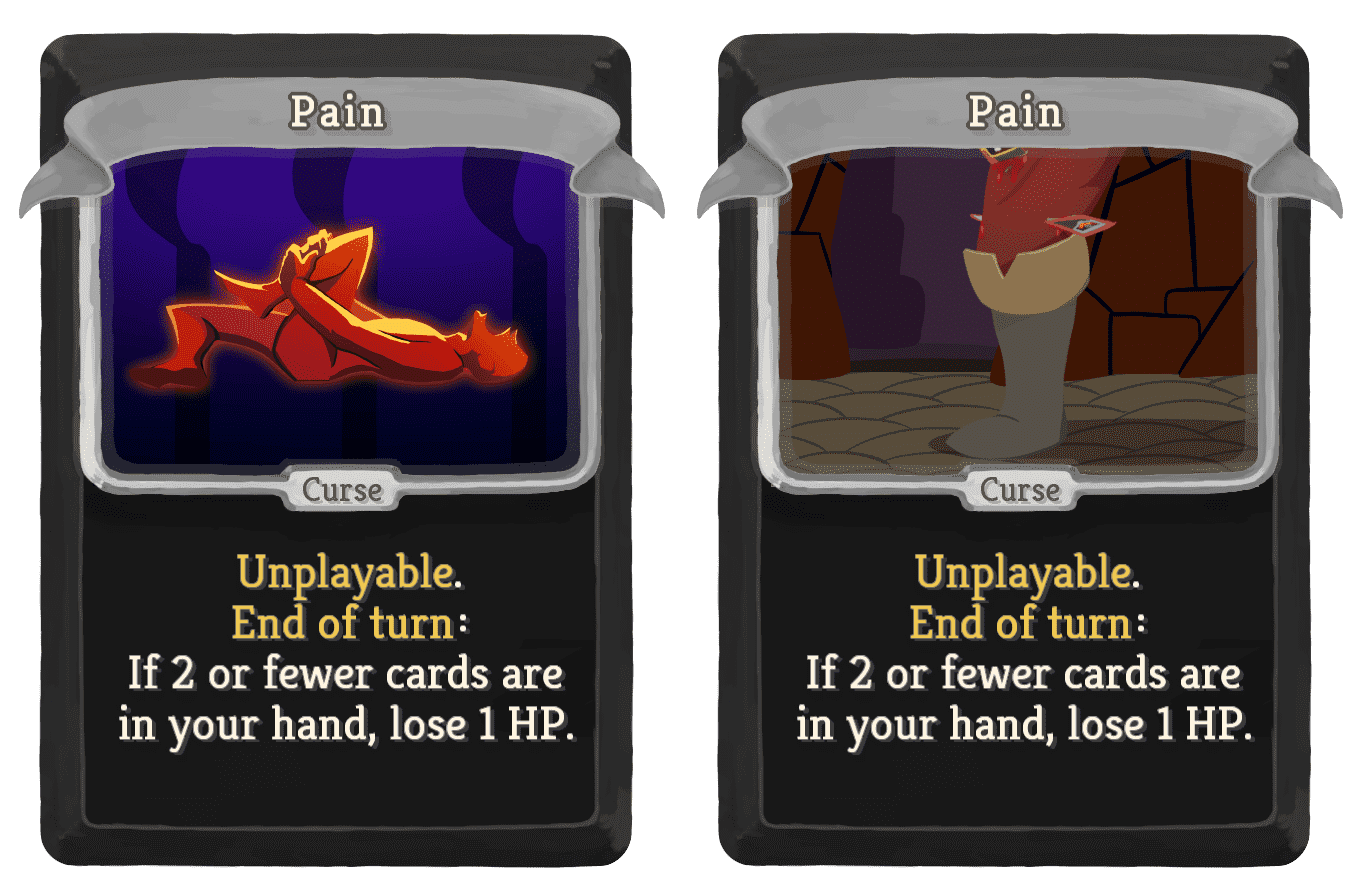 Pain
Curse
Unplayable.
End of turn:
If 2 or fewer cards are
in your hand, lose 1 HP.
Pain
Curse
Unplayable.
End of turn:
If 2 or fewer cards are
in your hand, lose 1 HP.